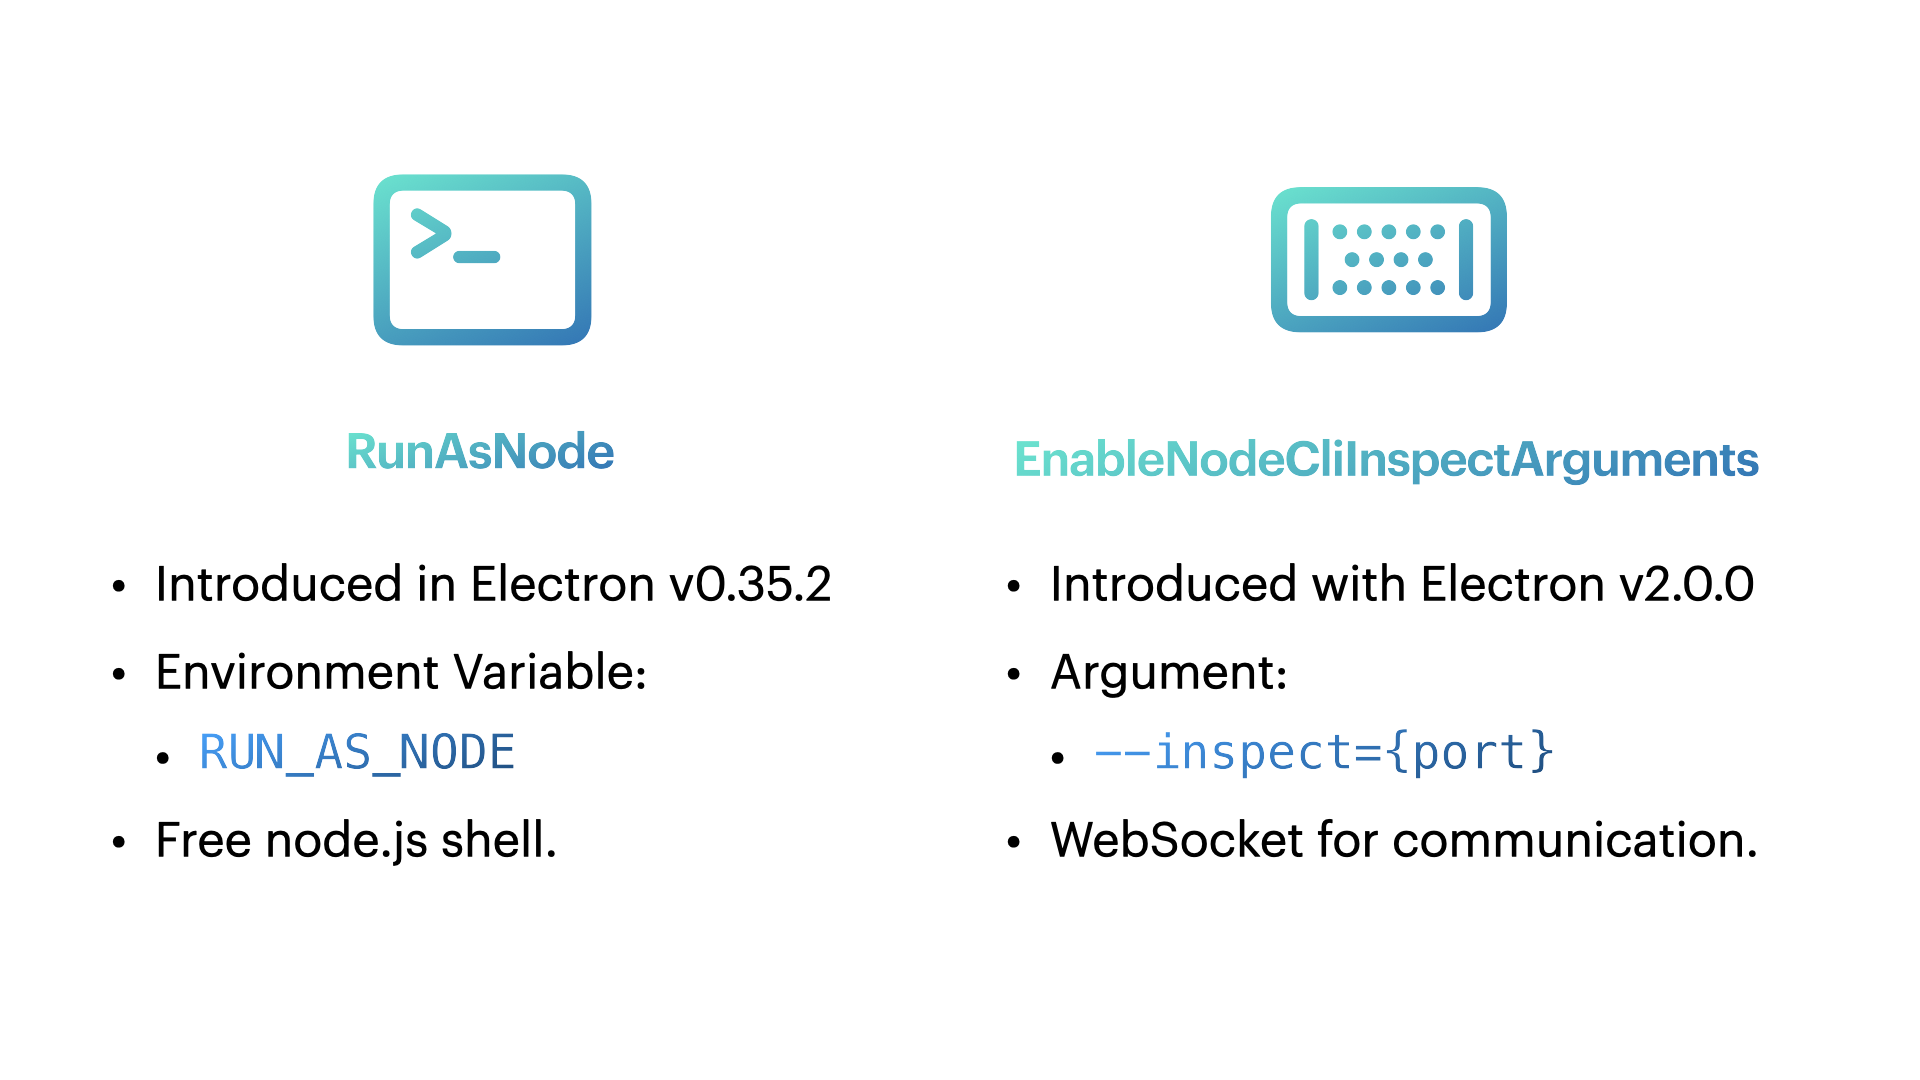 RunAsNode
• Introduced in Electron v0.35.2
• Environment Variable:
• RUN_AS_NODE
• Free node.js shell.
EnableNodeCliInspectArguments
• Introduced with Electron v2.0.0
• Argument:
• --inspect={port}
• WebSocket for communication.